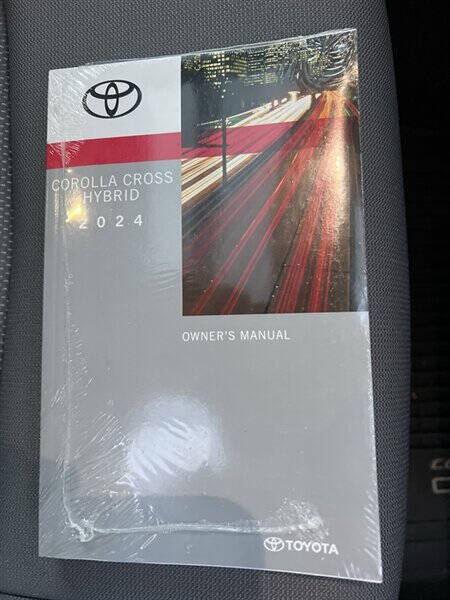 COROLLA CROSS
HYBRID
2024
OWNER'S MANUAL
TOYOTA